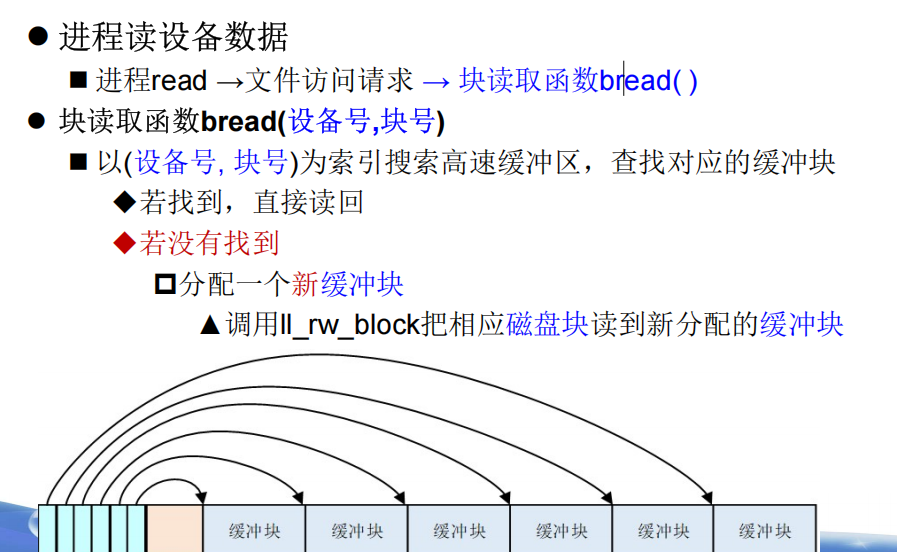 ● 进程读设备数据
■ 进程read →文件访问请求 → 块读取函数bread( )
● 块读取函数bread(设备号,块号)
■ 以(设备号, 块号)为索引搜索高速缓冲区，查找对应的缓冲块
◆若找到，直接读回
◆若没有找到
分配一个新缓冲块
▲调用ll_rw_block把相应磁盘块读到新分配的缓冲块
缓冲块 缓冲块 缓冲块 缓冲块 缓冲块 缓冲块